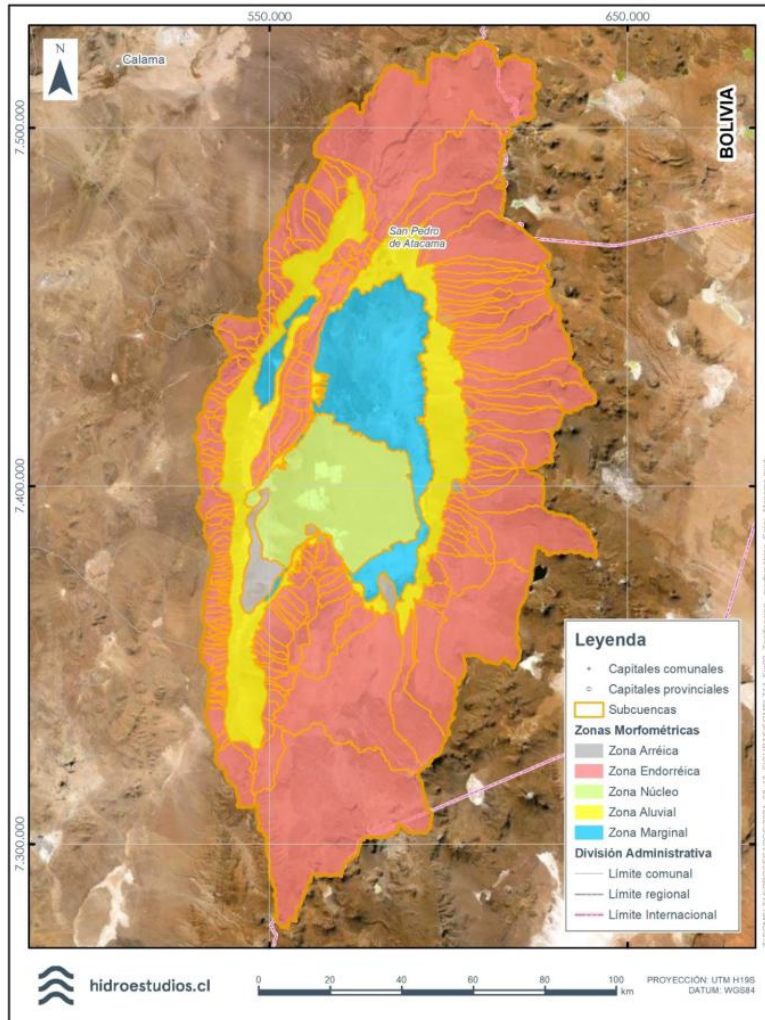 550.000
650.000
N
Calama
BOLIVIA
7.500.000
San Pedro
de Atacama
7.400.000
7.300.000
Leyenda
Capitales comunales
Capitales provinciales
Subcuencas
Zonas Morfométricas
Zona Arréica
Zona Endorréica
Zona Núcleo
Zona Aluvial
Zona Marginal
División Administrativa
Límite comunal
Límite regional
Límite Internacional
hidroestudios.cl
0 20 40 60 80 100
km
PROYECCIÓN: UTM H19S
DATUM: WGS84